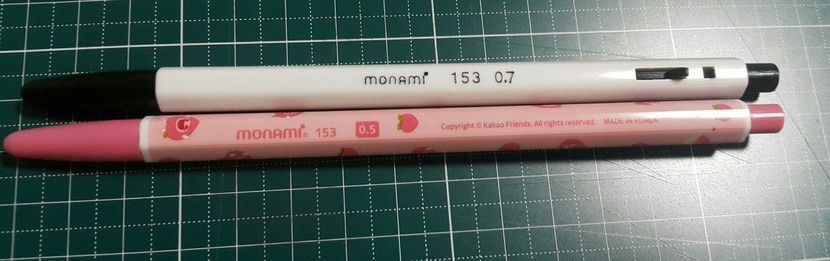 monami 153 0.7
monami® 153 0.5 Copyright © Kakao Friends. All rights reserved. MADE IN KOREA